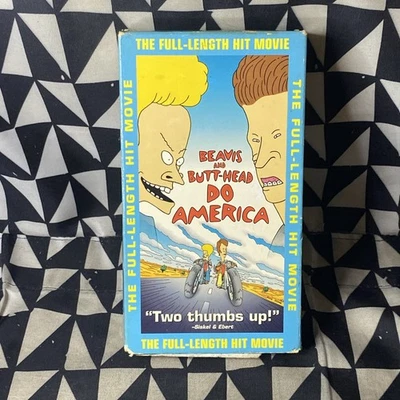 THE FULL-LENGTH HIT MOVIE
THE FULL-LENGTH HIT MOVIE
THE FULL-LENGTH HIT MOVIE
BEAVIS
AND
BUTT-HEAD
DO
AMERICA
"Two thumbs up!"
-Siskel & Ebert
THE FULL-LENGTH HIT MOVIE